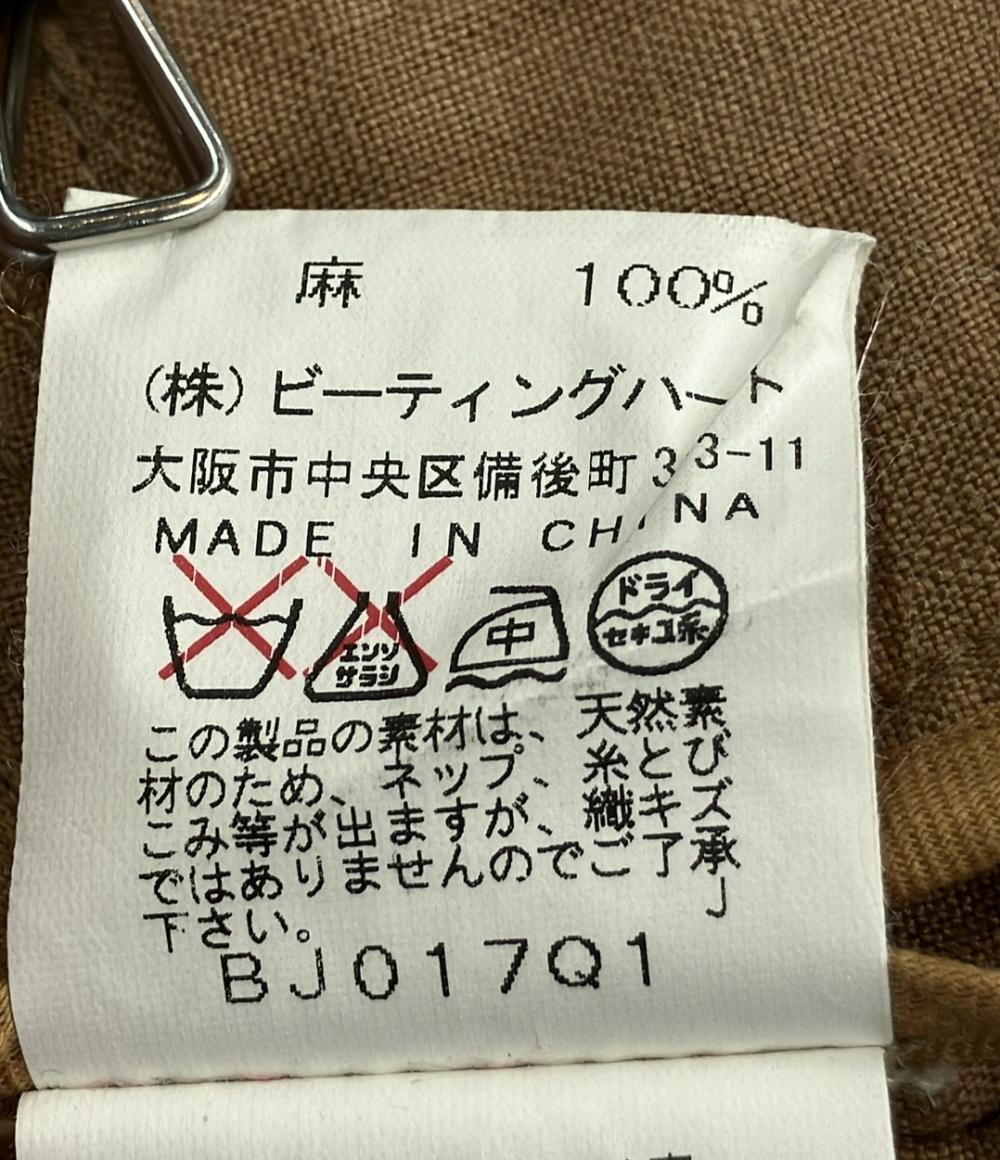 麻 100%
(株)ビーティングハート
大阪市中央区備後町3 3-11
MADE IN CHINA
エンソ
サラシ
中
ドライ
セキユ系
この製品の素材は、天然素
材のため、ネップ、糸とび
こみ等が出ますが、織キズ
ではありませんのでご了承
下さい。 」
BJ017Q1